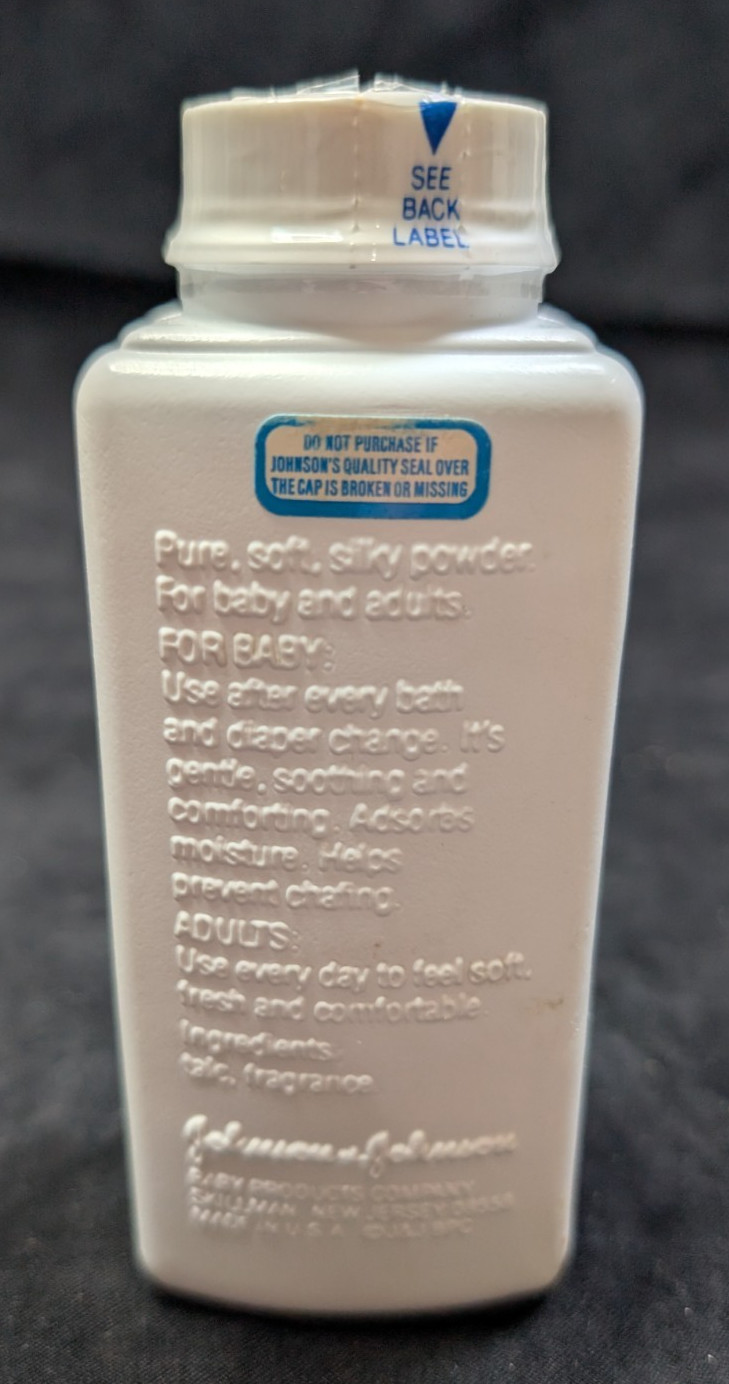 SEE
BACK
LABEL
DO NOT PURCHASE IF
JOHNSON'S QUALITY SEAL OVER
THE CAP IS BROKEN OR MISSING
Pure, soft, silky powder.
For baby and adults.
FOR BABY:
Use after every bath
and diaper change. It's
gentle, soothing and
comforting. Adsorbs
moisture. Helps
prevent chafing.
ADULTS:
Use every day to feel soft,
fresh and comfortable.
Ingredients:
talc, fragrance
Johnson & Johnson
BABY PRODUCTS COMPANY
SKILLMAN, NEW JERSEY
MADE IN U.S.A. ©J&J BPC